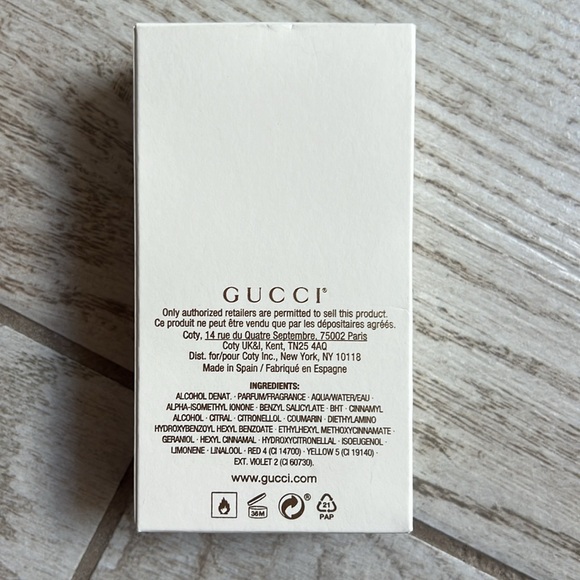 GUCCI®
Only authorized retailers are permitted to sell this product.
Ce produit ne peut être vendu que par les dépositaires agréés.
Coty, 14 rue du Quatre Septembre, 75002 Paris
Coty UK&I, Kent, TN25 4AQ
Dist. for/pour Coty Inc., New York, NY 10118
Made in Spain / Fabriqué en Espagne
INGREDIENTS:
ALCOHOL DENAT. · PARFUM/FRAGRANCE · AQUA/WATER/EAU ·
ALPHA-ISOMETHYL IONONE · BENZYL SALICYLATE · BHT · CINNAMYL
ALCOHOL · CITRAL · CITRONELLOL · COUMARIN · DIETHYLAMINO
HYDROXYBENZOYL HEXYL BENZOATE · ETHYLHEXYL METHOXYCINNAMATE ·
GERANIOL · HEXYL CINNAMAL · HYDROXYCITRONELLAL · ISOEUGENOL ·
LIMONENE · LINALOOL · RED 4 (CI 14700) · YELLOW 5 (CI 19140) ·
EXT. VIOLET 2 (CI 60730).
www.gucci.com
36M
21
PAP